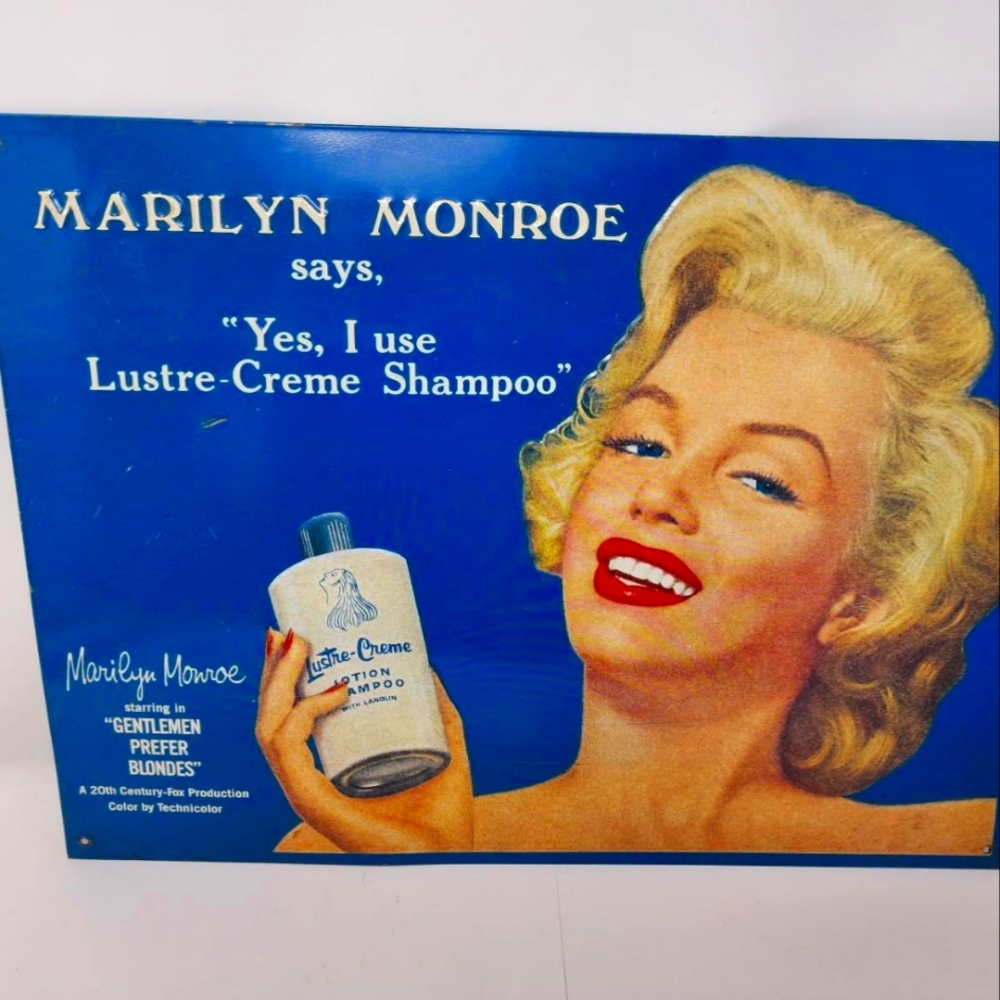 MARILYN MONROE
says,
“Yes, I use
Lustre-Creme Shampoo”
Lustre-Creme
LOTION
SHAMPOO
WITH LANOLIN
Marilyn Monroe
starring in
“GENTLEMEN
PREFER
BLONDES”
A 20th Century-Fox Production
Color by Technicolor